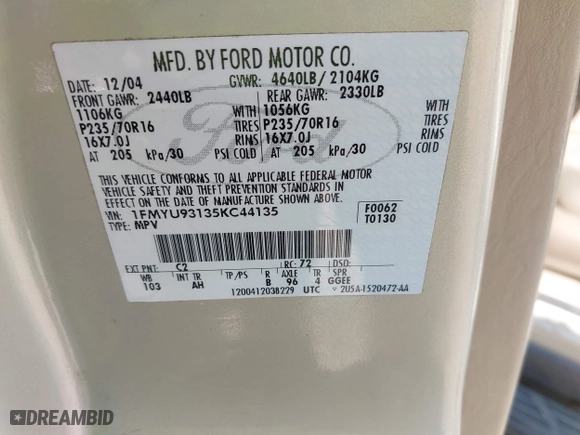 MFD. BY FORD MOTOR CO.
DATE: 12/04 GVWR: 4640LB/ 2104KG
FRONT GAWR: 2440LB REAR GAWR: 2330LB
1106KG WITH 1056KG WITH
P235/70R16 TIRES P235/70R16 TIRES
16X7.0J RIMS 16X7.0J RIMS
AT 205 kPa/30 PSI COLD AT 205 kPa/30 PSI COLD
THIS VEHICLE CONFORMS TO ALL APPLICABLE FEDERAL MOTOR
VEHICLE SAFETY AND THEFT PREVENTION STANDARDS IN
EFFECT ON THE DATE OF MANUFACTURE SHOWN ABOVE.
VIN: 1FMYU93135KC44135 F0062
TYPE: MPV T0130
EXT PNT: C2 RC: 72 DSO:
WB INT TR TP/PS R AXLE TR SPR
103 AH B 96 4 GGEE
1200412038229 UTC 2U5A-1520472-AA
Ford
DREAMBID